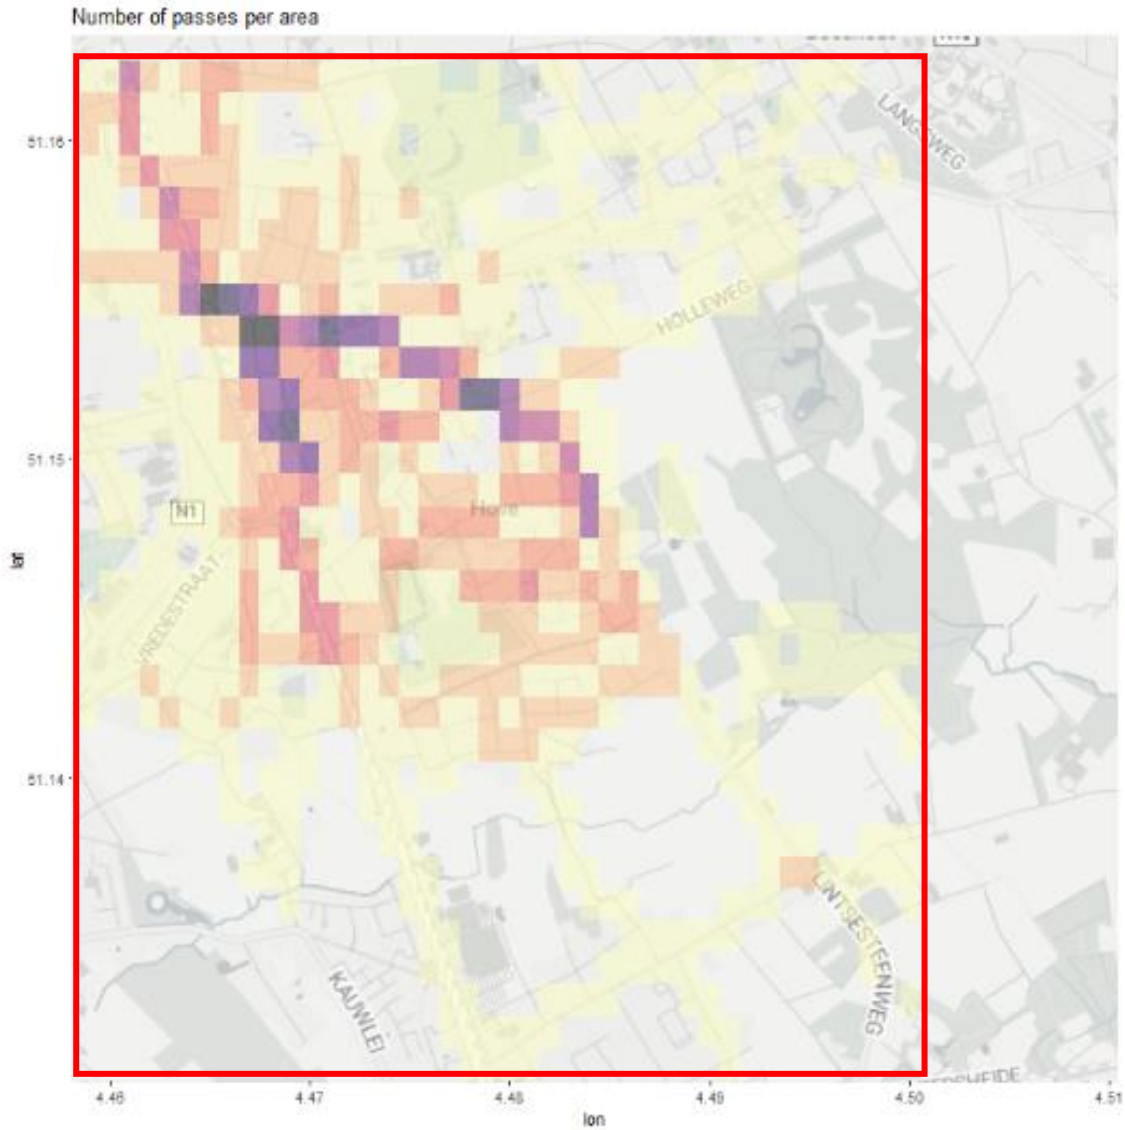 Number of passes per area
LANGEWEG
51.16
HOLLEWEG
51.15
N1
Hove
lat
VREDESTRAAT
51.14
LINTSESTEENWEG
KAUWLEI
4.46 4.47 4.48 4.49 4.50 4.51
lon